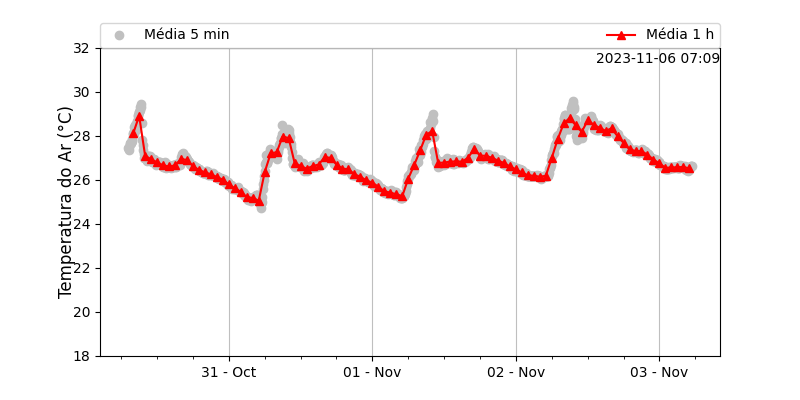 Média 5 min
Média 1 h
2023-11-06 07:09
Temperatura do Ar (°C)
32
30
28
26
24
22
20
18
31 - Oct
01 - Nov
02 - Nov
03 - Nov